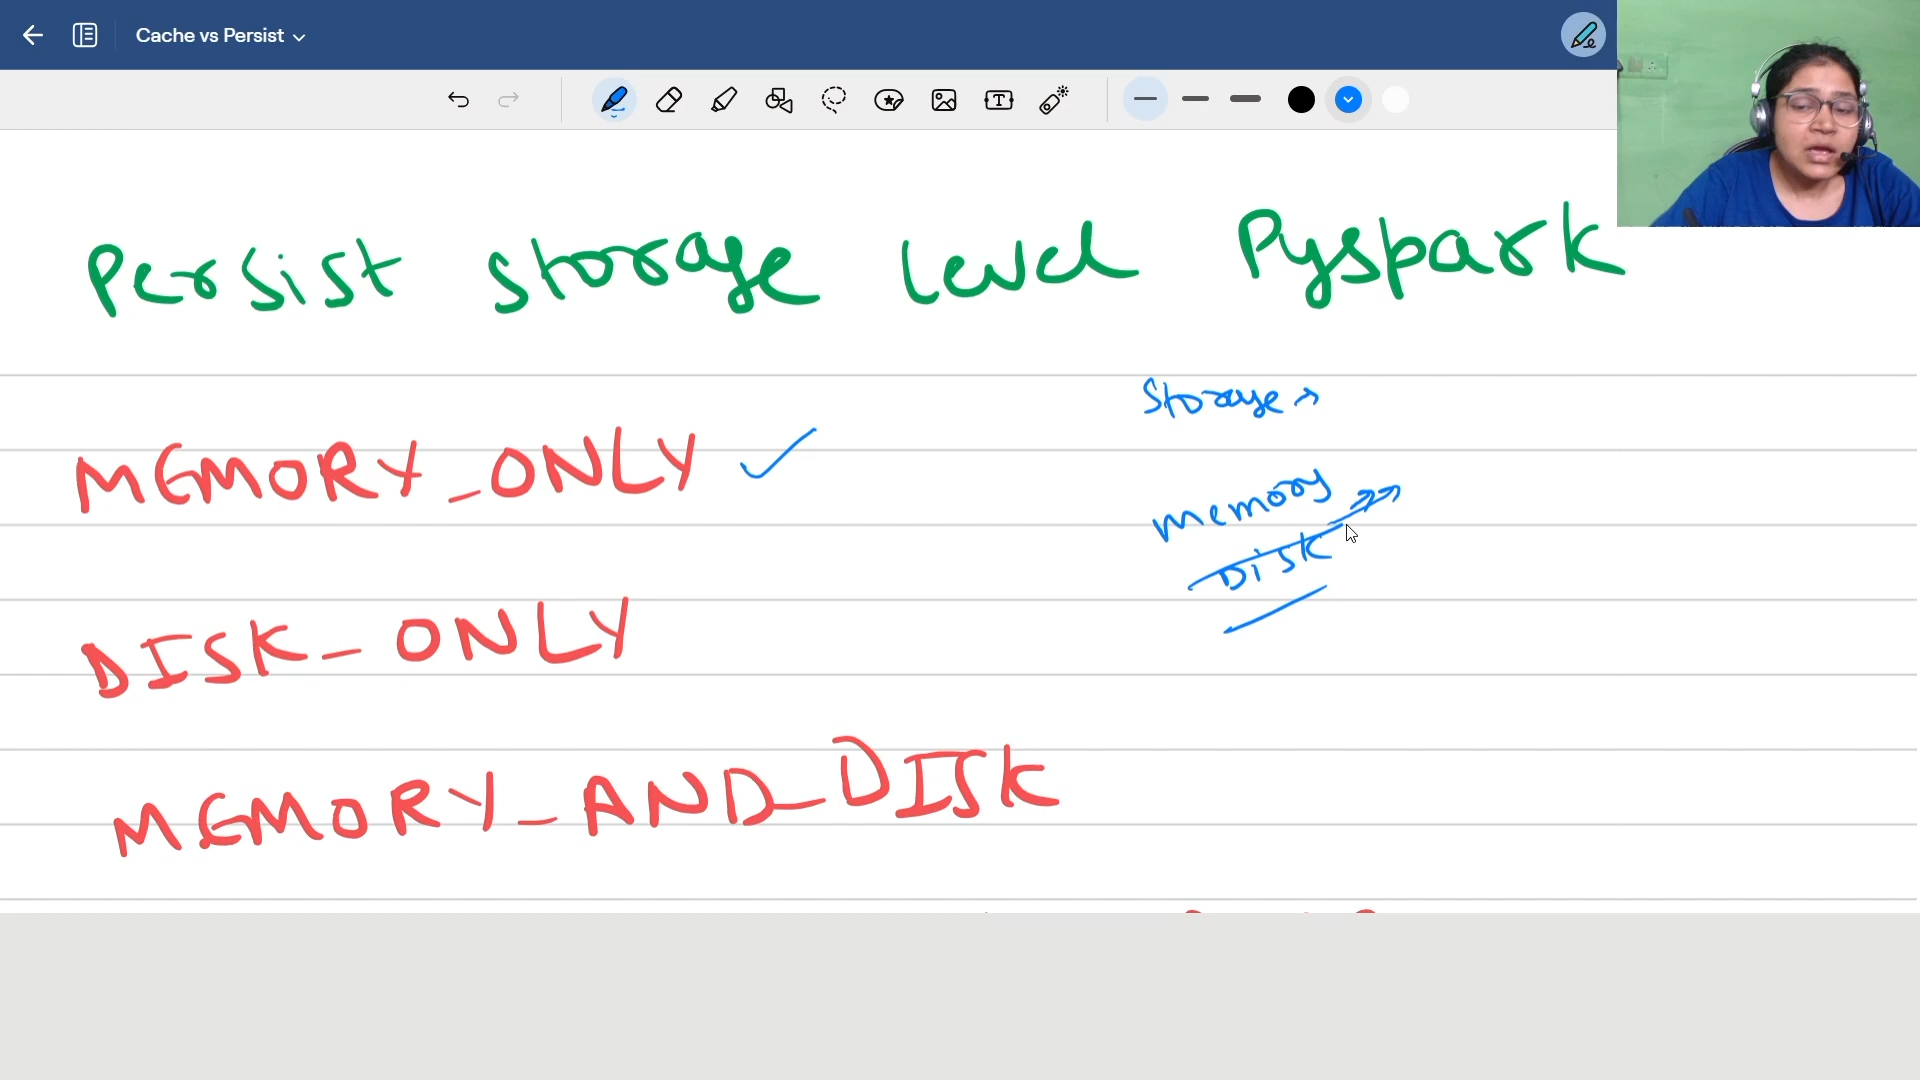 Cache vs Persist
Persist storage level Pyspark
Storage
MEMORY_ONLY
memory
Disk
DISK_ONLY
MEMORY_AND_DISK